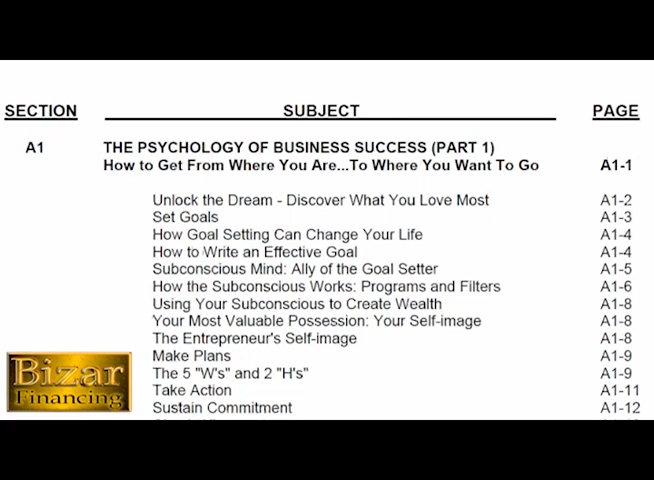 SECTION SUBJECT PAGE
A1 THE PSYCHOLOGY OF BUSINESS SUCCESS (PART 1)
How to Get From Where You Are...To Where You Want To Go A1-1
Unlock the Dream - Discover What You Love Most A1-2
Set Goals A1-3
How Goal Setting Can Change Your Life A1-4
How to Write an Effective Goal A1-4
Subconscious Mind: Ally of the Goal Setter A1-5
How the Subconscious Works: Programs and Filters A1-6
Using Your Subconscious to Create Wealth A1-8
Your Most Valuable Possession: Your Self-image A1-8
The Entrepreneur's Self-image A1-8
Make Plans A1-9
The 5 "W's" and 2 "H's" A1-9
Take Action A1-11
Sustain Commitment A1-12
Bizar
Financing